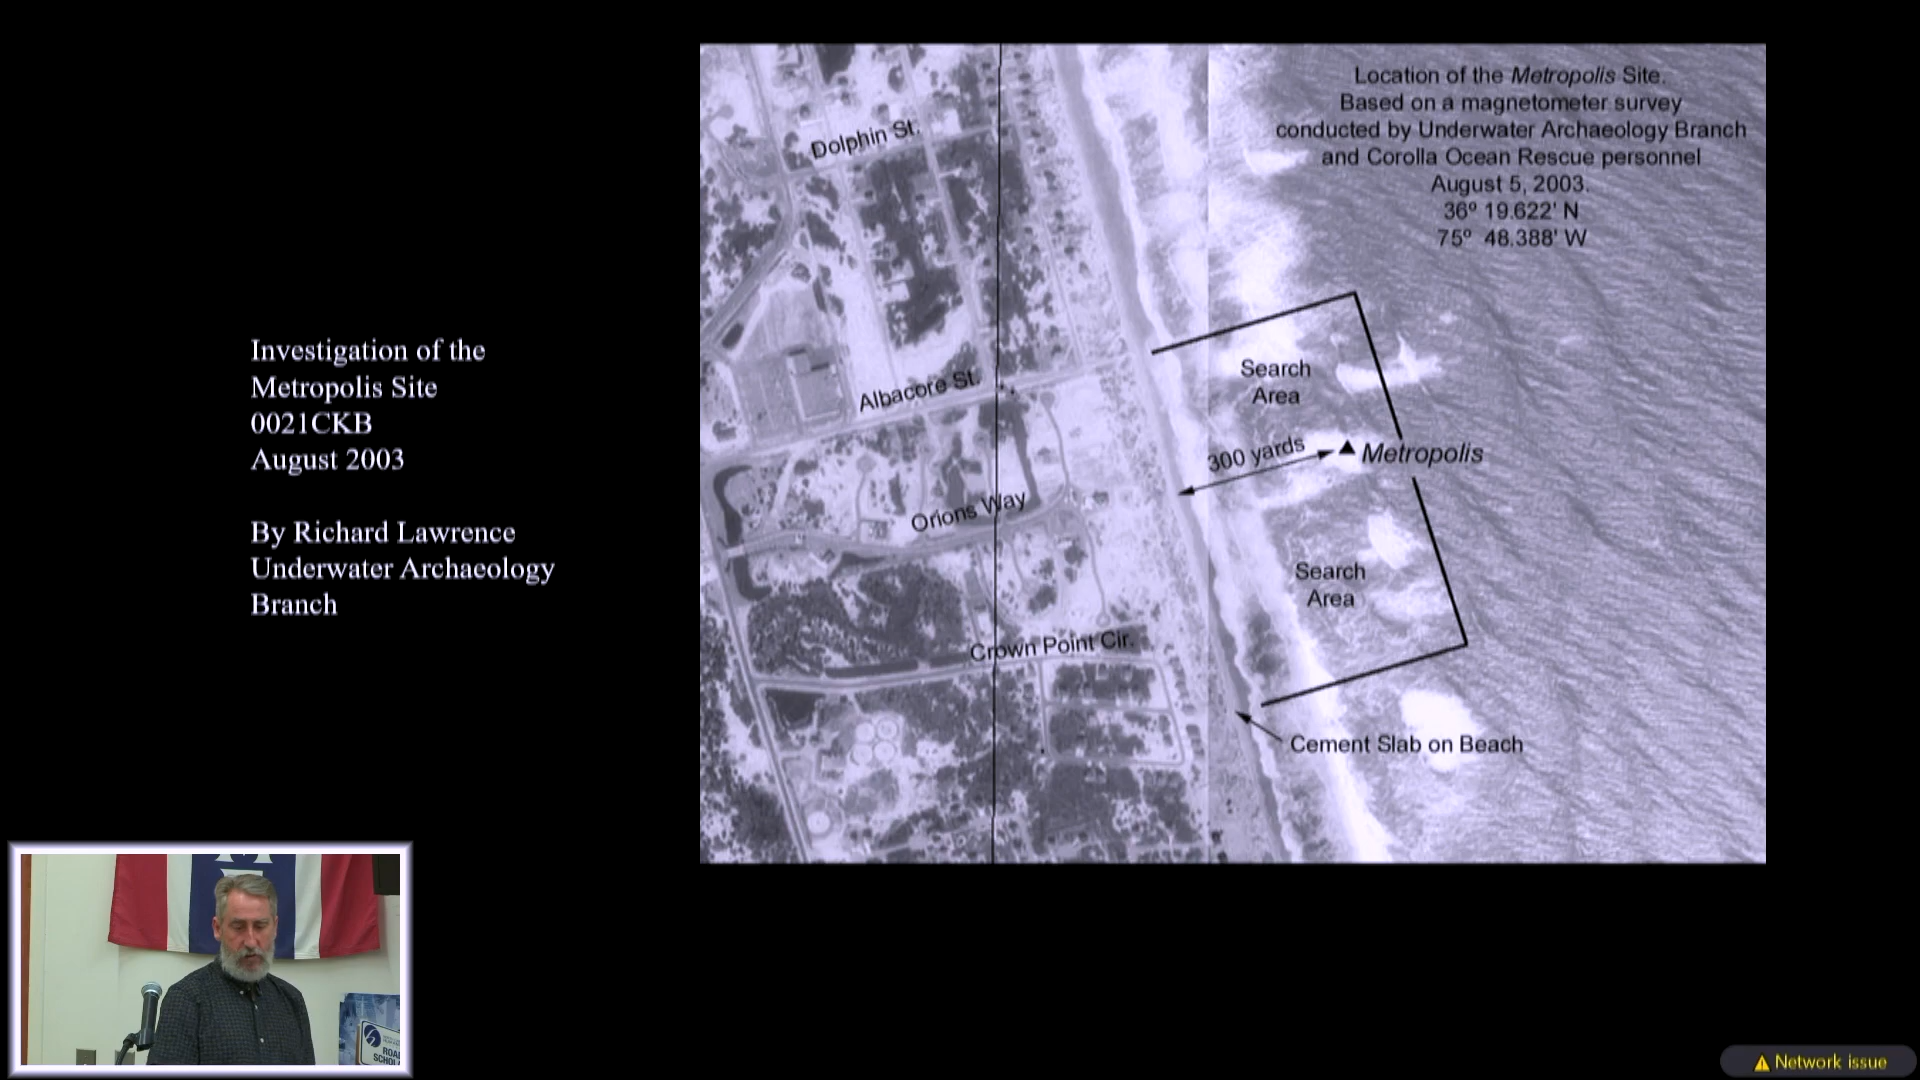 Investigation of the
Metropolis Site
0021CKB
August 2003
By Richard Lawrence
Underwater Archaeology
Branch
Location of the Metropolis Site.
Based on a magnetometer survey
conducted by Underwater Archaeology Branch
and Corolla Ocean Rescue personnel
August 5, 2003.
36º 19.622' N
75º 48.388' W
Dolphin St.
Albacore St.
Search
Area
300 yards
Metropolis
Orions Way
Search
Area
Crown Point Cir.
Cement Slab on Beach
Network issue